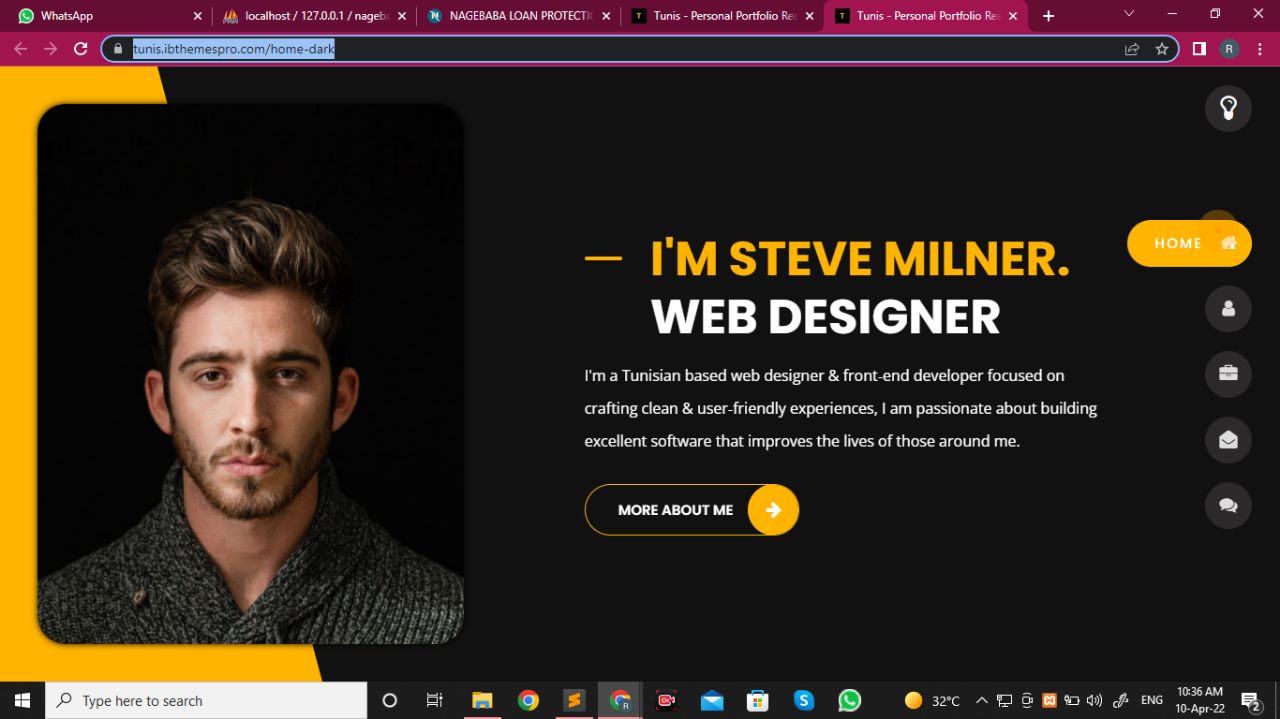 WhatsApp
localhost / 127.0.0.1 / nageba
NAGEBABA LOAN PROTECTIO
Tunis - Personal Portfolio Rea
Tunis - Personal Portfolio Rea
tunis.ibthemespro.com/home-dark
R
HOME
I'M STEVE MILNER.
WEB DESIGNER
I'm a Tunisian based web designer & front-end developer focused on
crafting clean & user-friendly experiences, I am passionate about building
excellent software that improves the lives of those around me.
MORE ABOUT ME
Type here to search
32°C
ENG
10:36 AM
10-Apr-22
2